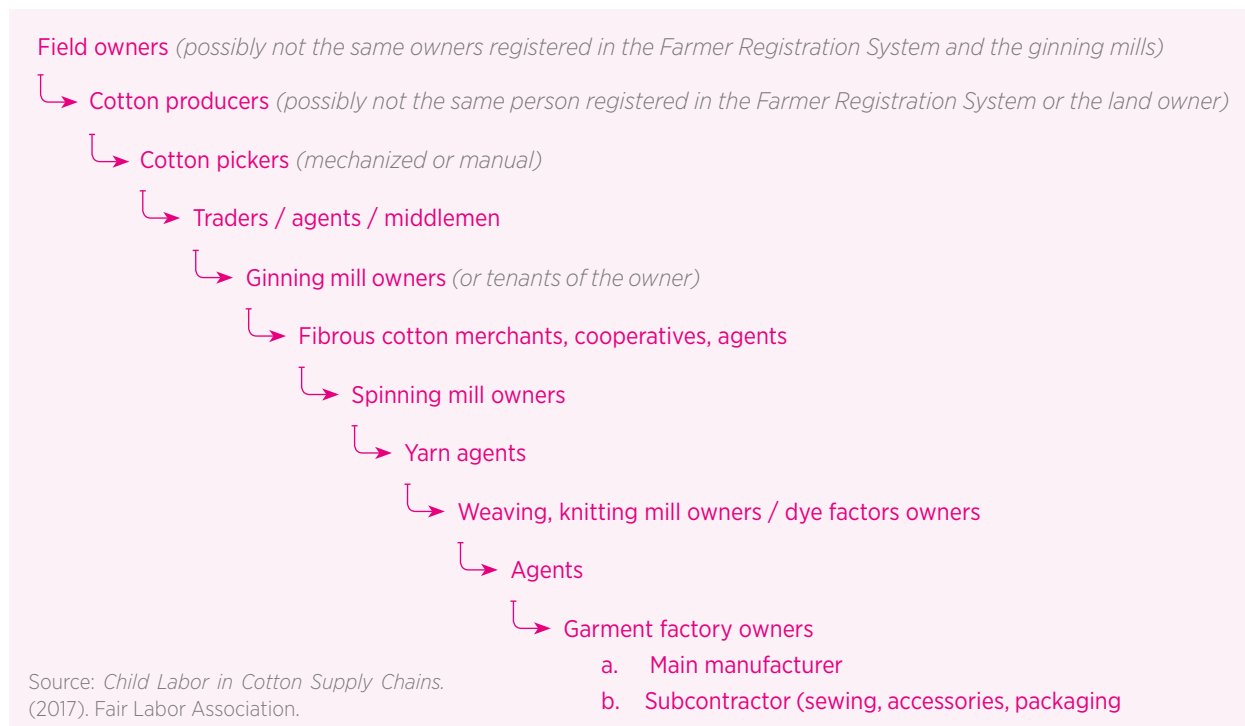 Field owners (possibly not the same owners registered in the Farmer Registration System and the ginning mills)
Cotton producers (possibly not the same person registered in the Farmer Registration System or the land owner)
Cotton pickers (mechanized or manual)
Traders / agents / middlemen
Ginning mill owners (or tenants of the owner)
Fibrous cotton merchants, cooperatives, agents
Spinning mill owners
Yarn agents
Weaving, knitting mill owners / dye factors owners
Agents
Garment factory owners
a. Main manufacturer
b. Subcontractor (sewing, accessories, packaging
Source: Child Labor in Cotton Supply Chains.
(2017). Fair Labor Association.